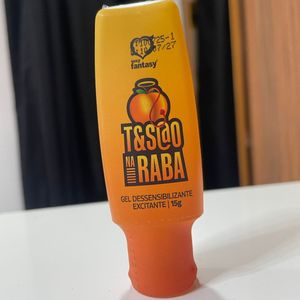 25-1
07/27
sexy
fantasy
T&S@O
NA
RABA
GEL DESSENSIBILIZANTE
EXCITANTE | 15g